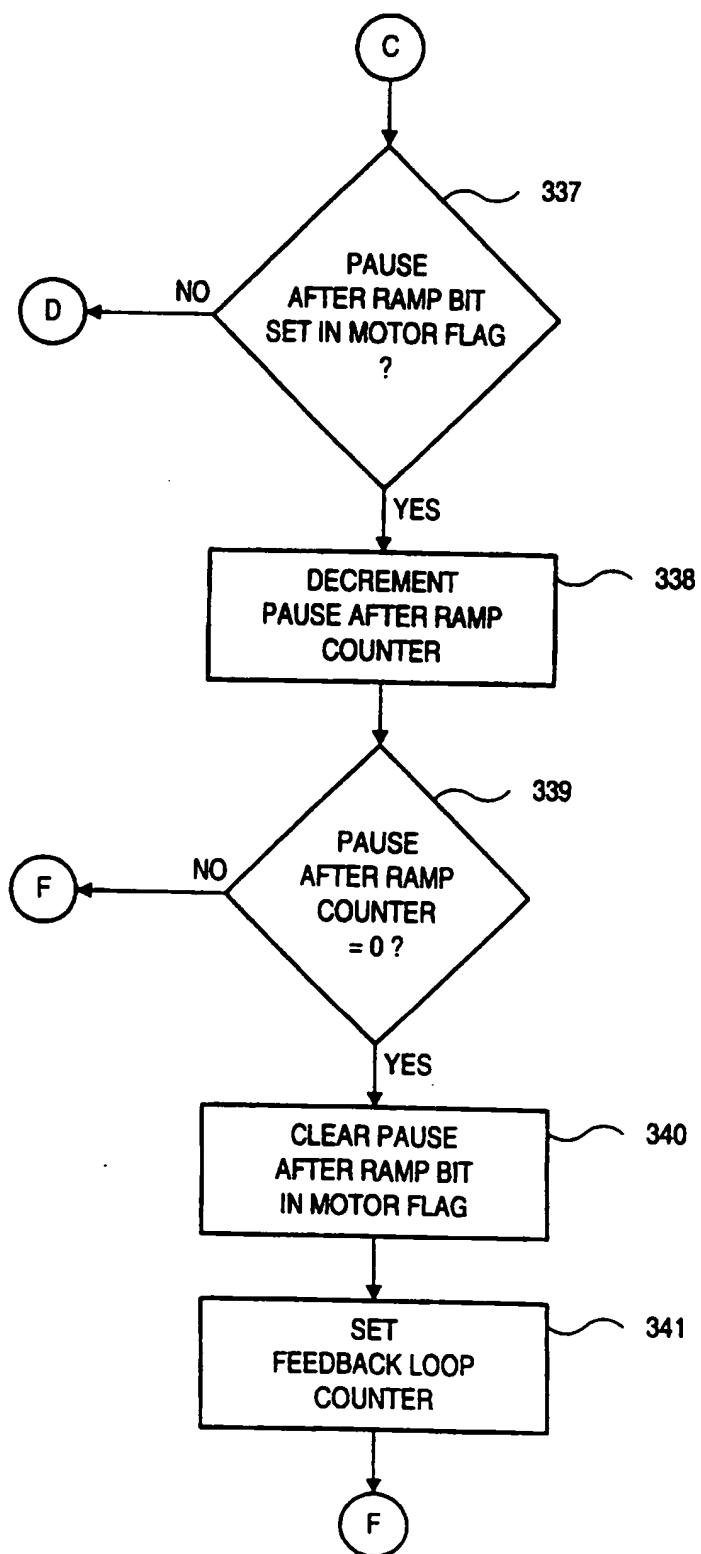 C
337
PAUSE
AFTER RAMP BIT
SET IN MOTOR FLAG
?
NO
D
YES
338
DECREMENT
PAUSE AFTER RAMP
COUNTER
339
PAUSE
AFTER RAMP
COUNTER
= 0 ?
NO
F
YES
340
CLEAR PAUSE
AFTER RAMP BIT
IN MOTOR FLAG
341
SET
FEEDBACK LOOP
COUNTER
F